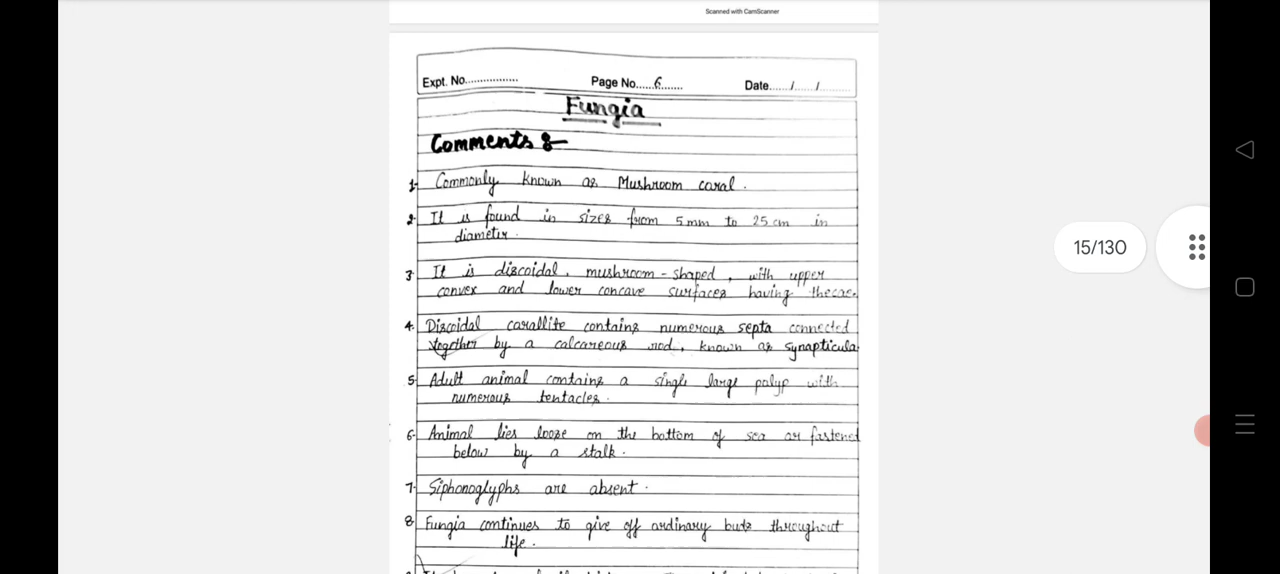 Scanned with CamScanner
Expt. No.................
Page No......6.......
Date....../....../..........
Fungia
Comments :-
1- Commonly known as Mushroom coral.
2- It is found in sizes from 5mm to 25 cm in
diameter.
3- It is discoidal, mushroom-shaped, with upper
convex and lower concave surfaces having thecae.
4- Discoidal corallite contains numerous septa connected
together by a calcareous rod, known as synapticula
5- Adult animal contains a single large polyp with
numerous tentacles.
6- Animal lies loose on the bottom of sea or fastened
below by a stalk.
7- Siphonoglyphs are absent.
8- Fungia continues to give off ordinary buds throughout
life.
15/130